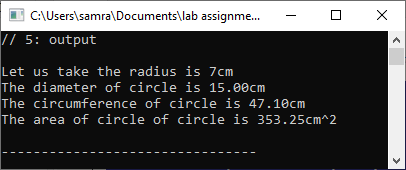 C:\Users\samra\Documents\lab assignme...
// 5: output
Let us take the radius is 7cm
The diameter of circle is 15.00cm
The circumference of circle is 47.10cm
The area of circle of circle is 353.25cm^2
--------------------------------